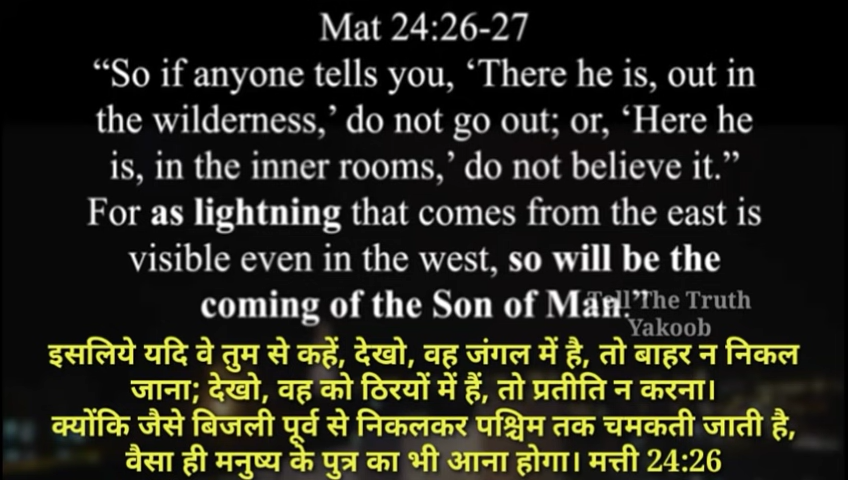 Mat 24:26-27
“So if anyone tells you, ‘There he is, out in
the wilderness,’ do not go out; or, ‘Here he
is, in the inner rooms,’ do not believe it.”
For as lightning that comes from the east is
visible even in the west, so will be the
coming of the Son of Man.”
Tell The Truth
Yakoob
इसलिये यदि वे तुम से कहें, देखो, वह जंगल में है, तो बाहर न निकल
जाना; देखो, वह को ठिरयों में हैं, तो प्रतीति न करना।
क्योंकि जैसे बिजली पूर्व से निकलकर पश्चिम तक चमकती जाती है,
वैसा ही मनुष्य के पुत्र का भी आना होगा। मत्ती 24:26